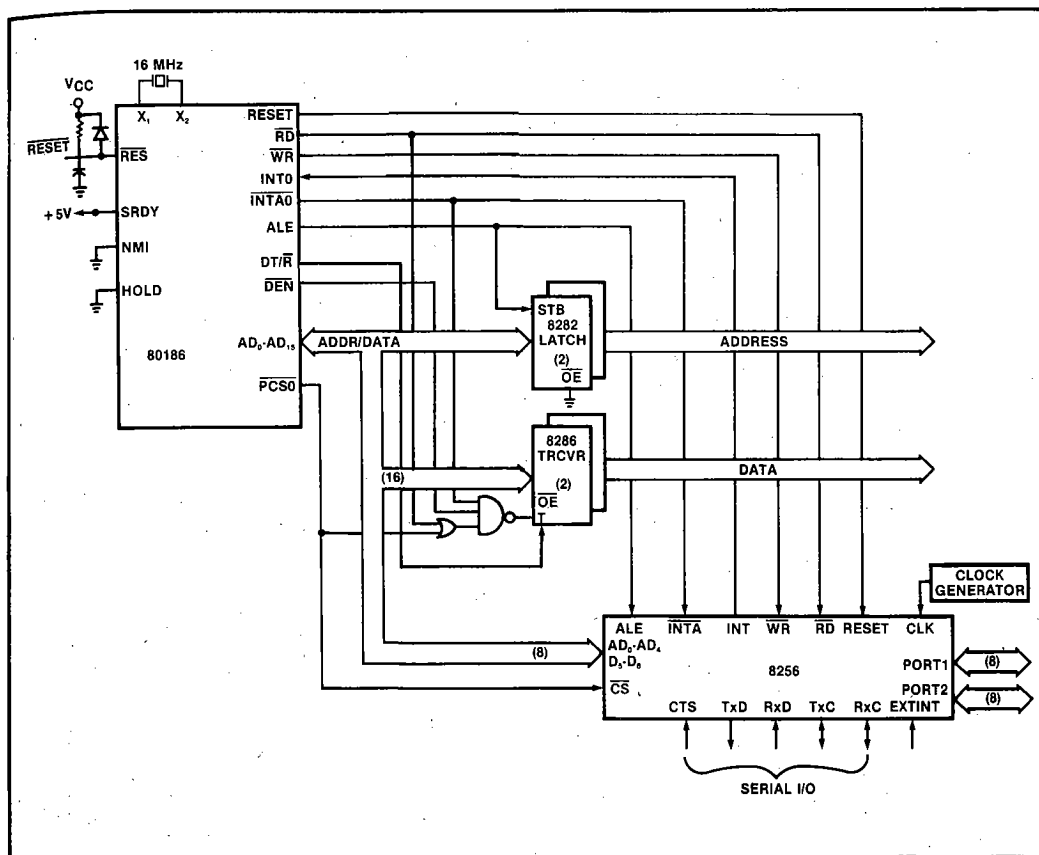 16 MHz
VCC
X1 X2
RESET
RES
+5V
SRDY
NMI
HOLD
80186
RESET
RD
WR
INT0
INTA0
ALE
DT/R
DEN
AD0-AD15
PCS0
ADDR/DATA
STB
8282
LATCH
(2)
OE
ADDRESS
8286
TRCVR
(2)
OE
T
DATA
(16)
CLOCK
GENERATOR
ALE INTA INT WR RD RESET CLK
AD0-AD4
D5-D8
(8)
CS
8256
PORT1
(8)
PORT2
(8)
CTS TxD RxD TxC RxC EXTINT
SERIAL I/O